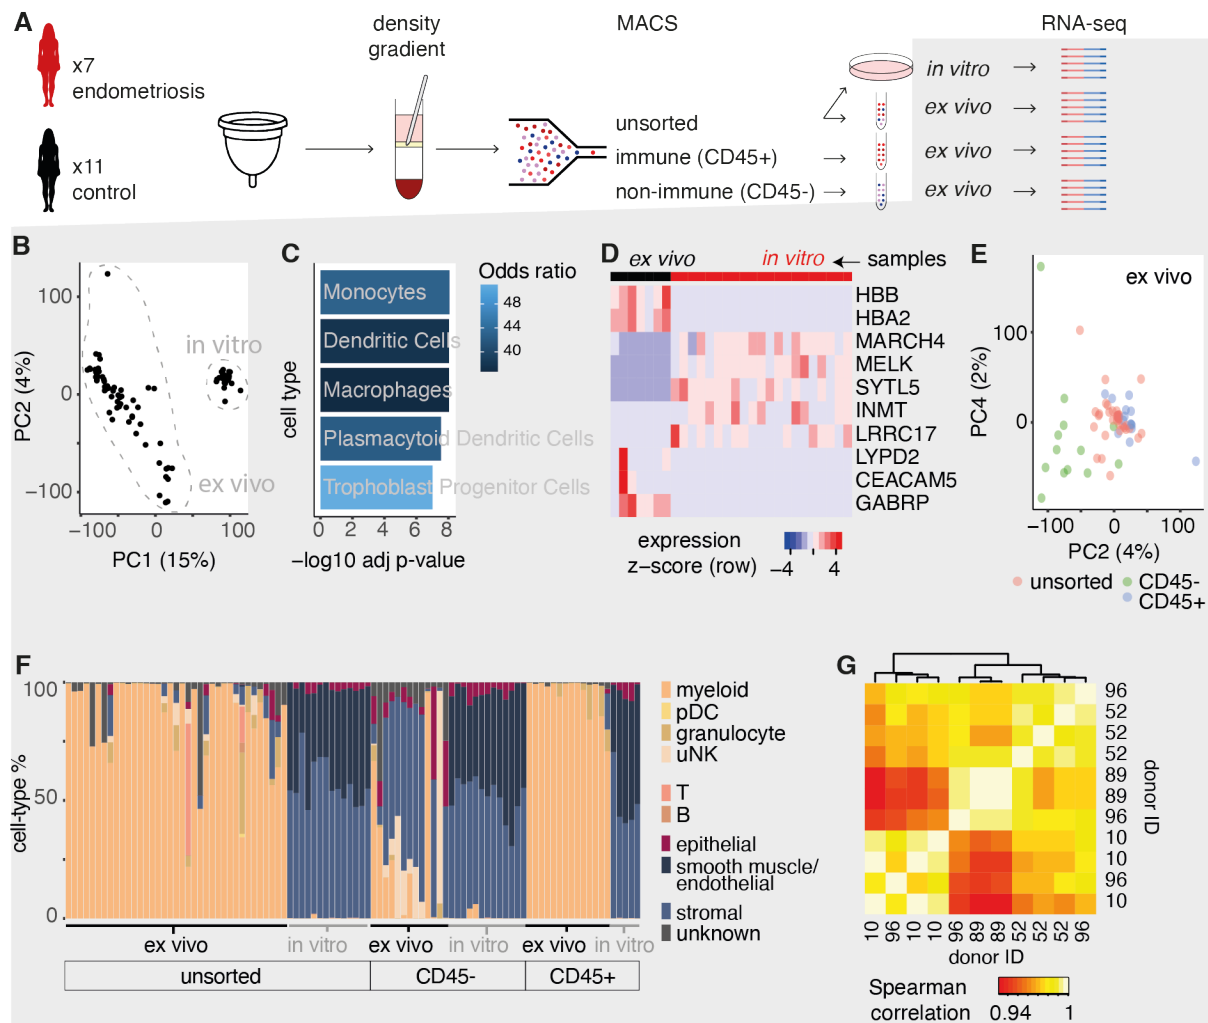 A
x7
endometriosis
x11
control
density
gradient
MACS
unsorted
immune (CD45+)
non-immune (CD45-)
RNA-seq
in vitro
ex vivo
ex vivo
ex vivo
B
PC2 (4%)
100
0
−100
in vitro
ex vivo
−100
0
100
PC1 (15%)
C
cell type
Monocytes
Dendritic Cells
Macrophages
Plasmacytoid Dendritic Cells
Trophoblast Progenitor Cells
0 2 4 6 8
−log10 adj p-value
Odds ratio
48
44
40
D
ex vivo
in vitro
samples
HBB
HBA2
MARCH4
MELK
SYTL5
INMT
LRRC17
LYPD2
CEACAM5
GABRP
expression
z−score (row)
−4 4
E
ex vivo
PC4 (2%)
100
0
−100 0 100
PC2 (4%)
unsorted
CD45-
CD45+
F
cell-type %
100
50
0
ex vivo
in vitro
ex vivo
in vitro
ex vivo
in vitro
unsorted
CD45-
CD45+
myeloid
pDC
granulocyte
uNK
T
B
epithelial
smooth muscle/
endothelial
stromal
unknown
G
96
52
52
52
89
89
96
10
10
96
10
donor ID
10 96 10 10 96 89 89 52 52 52 96
donor ID
Spearman
correlation
0.94 1